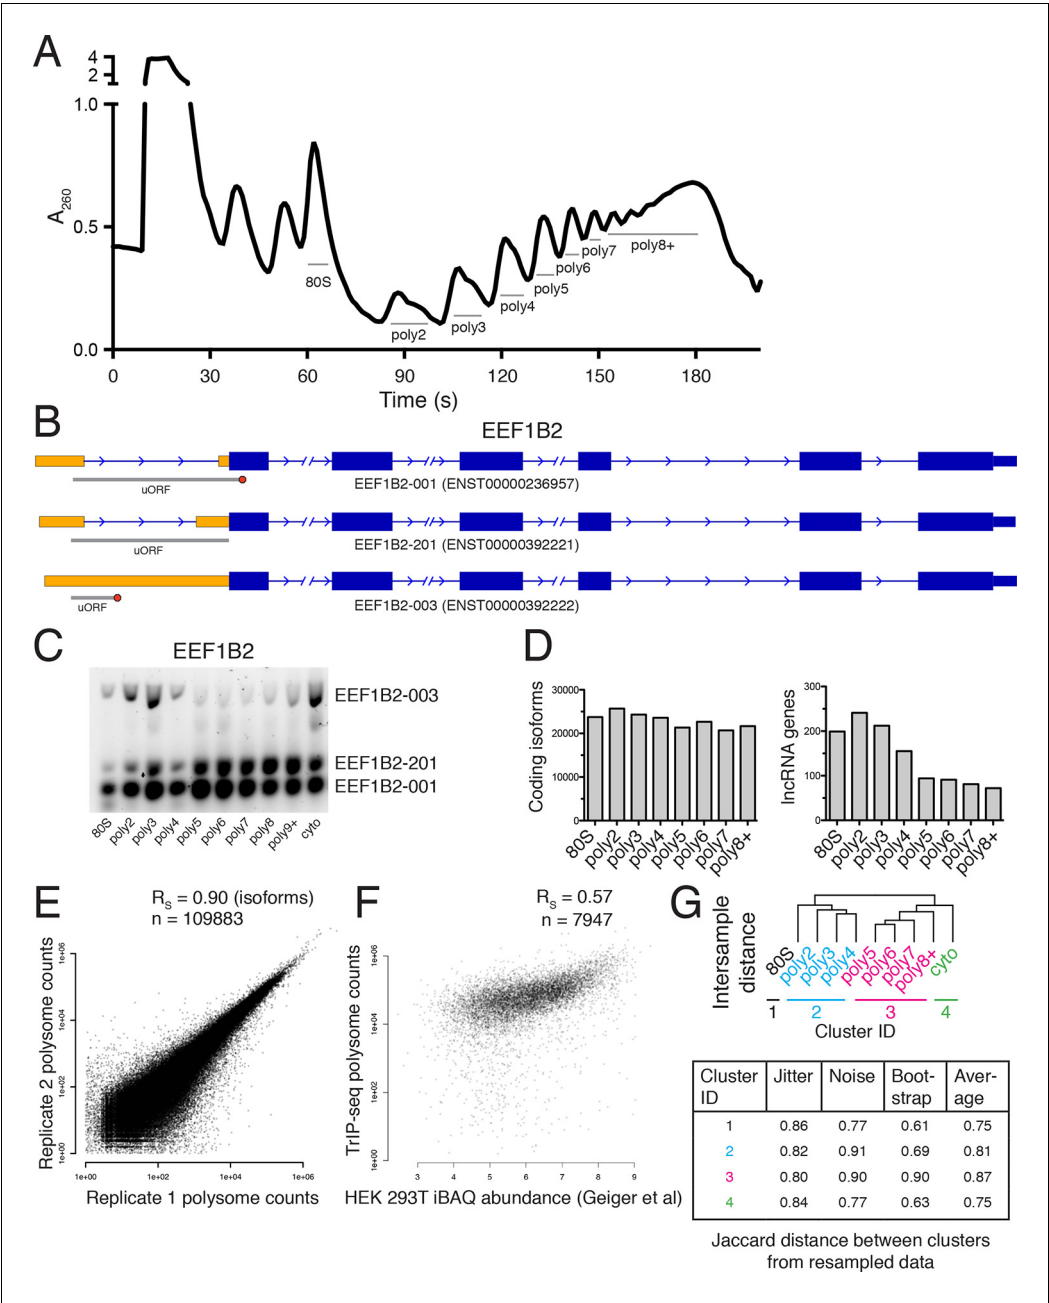 A
4
2
1.0
0.5
0.0
A260
80S
poly2
poly3
poly4
poly5
poly6
poly7
poly8+
0 30 60 90 120 150 180
Time (s)
B
EEF1B2
uORF
EEF1B2-001 (ENST00000236957)
uORF
EEF1B2-201 (ENST00000392221)
uORF
EEF1B2-003 (ENST00000392222)
C
EEF1B2
EEF1B2-003
EEF1B2-201
EEF1B2-001
80S poly2 poly3 poly4 poly5 poly6 poly7 poly8 poly9+ cyto
D
Coding isoforms
30000
20000
10000
0
80S poly2 poly3 poly4 poly5 poly6 poly7 poly8+
lncRNA genes
300
200
100
0
80S poly2 poly3 poly4 poly5 poly6 poly7 poly8+
E
RS = 0.90 (isoforms)
n = 109883
Replicate 2 polysome counts
1e+06
1e+04
1e+02
1e+00
1e+00 1e+02 1e+04 1e+06
Replicate 1 polysome counts
F
RS = 0.57
n = 7947
TrIP-seq polysome counts
1e+06
1e+04
1e+02
1e+00
3 4 5 6 7 8 9
HEK 293T iBAQ abundance (Geiger et al)
G
Intersample
distance
80S poly2 poly3 poly4 poly5 poly6 poly7 poly8+ cyto
1 2 3 4
Cluster ID
Cluster ID Jitter Noise Boot-strap Aver-age
1 0.86 0.77 0.61 0.75
2 0.82 0.91 0.69 0.81
3 0.80 0.90 0.90 0.87
4 0.84 0.77 0.63 0.75
Jaccard distance between clusters
from resampled data